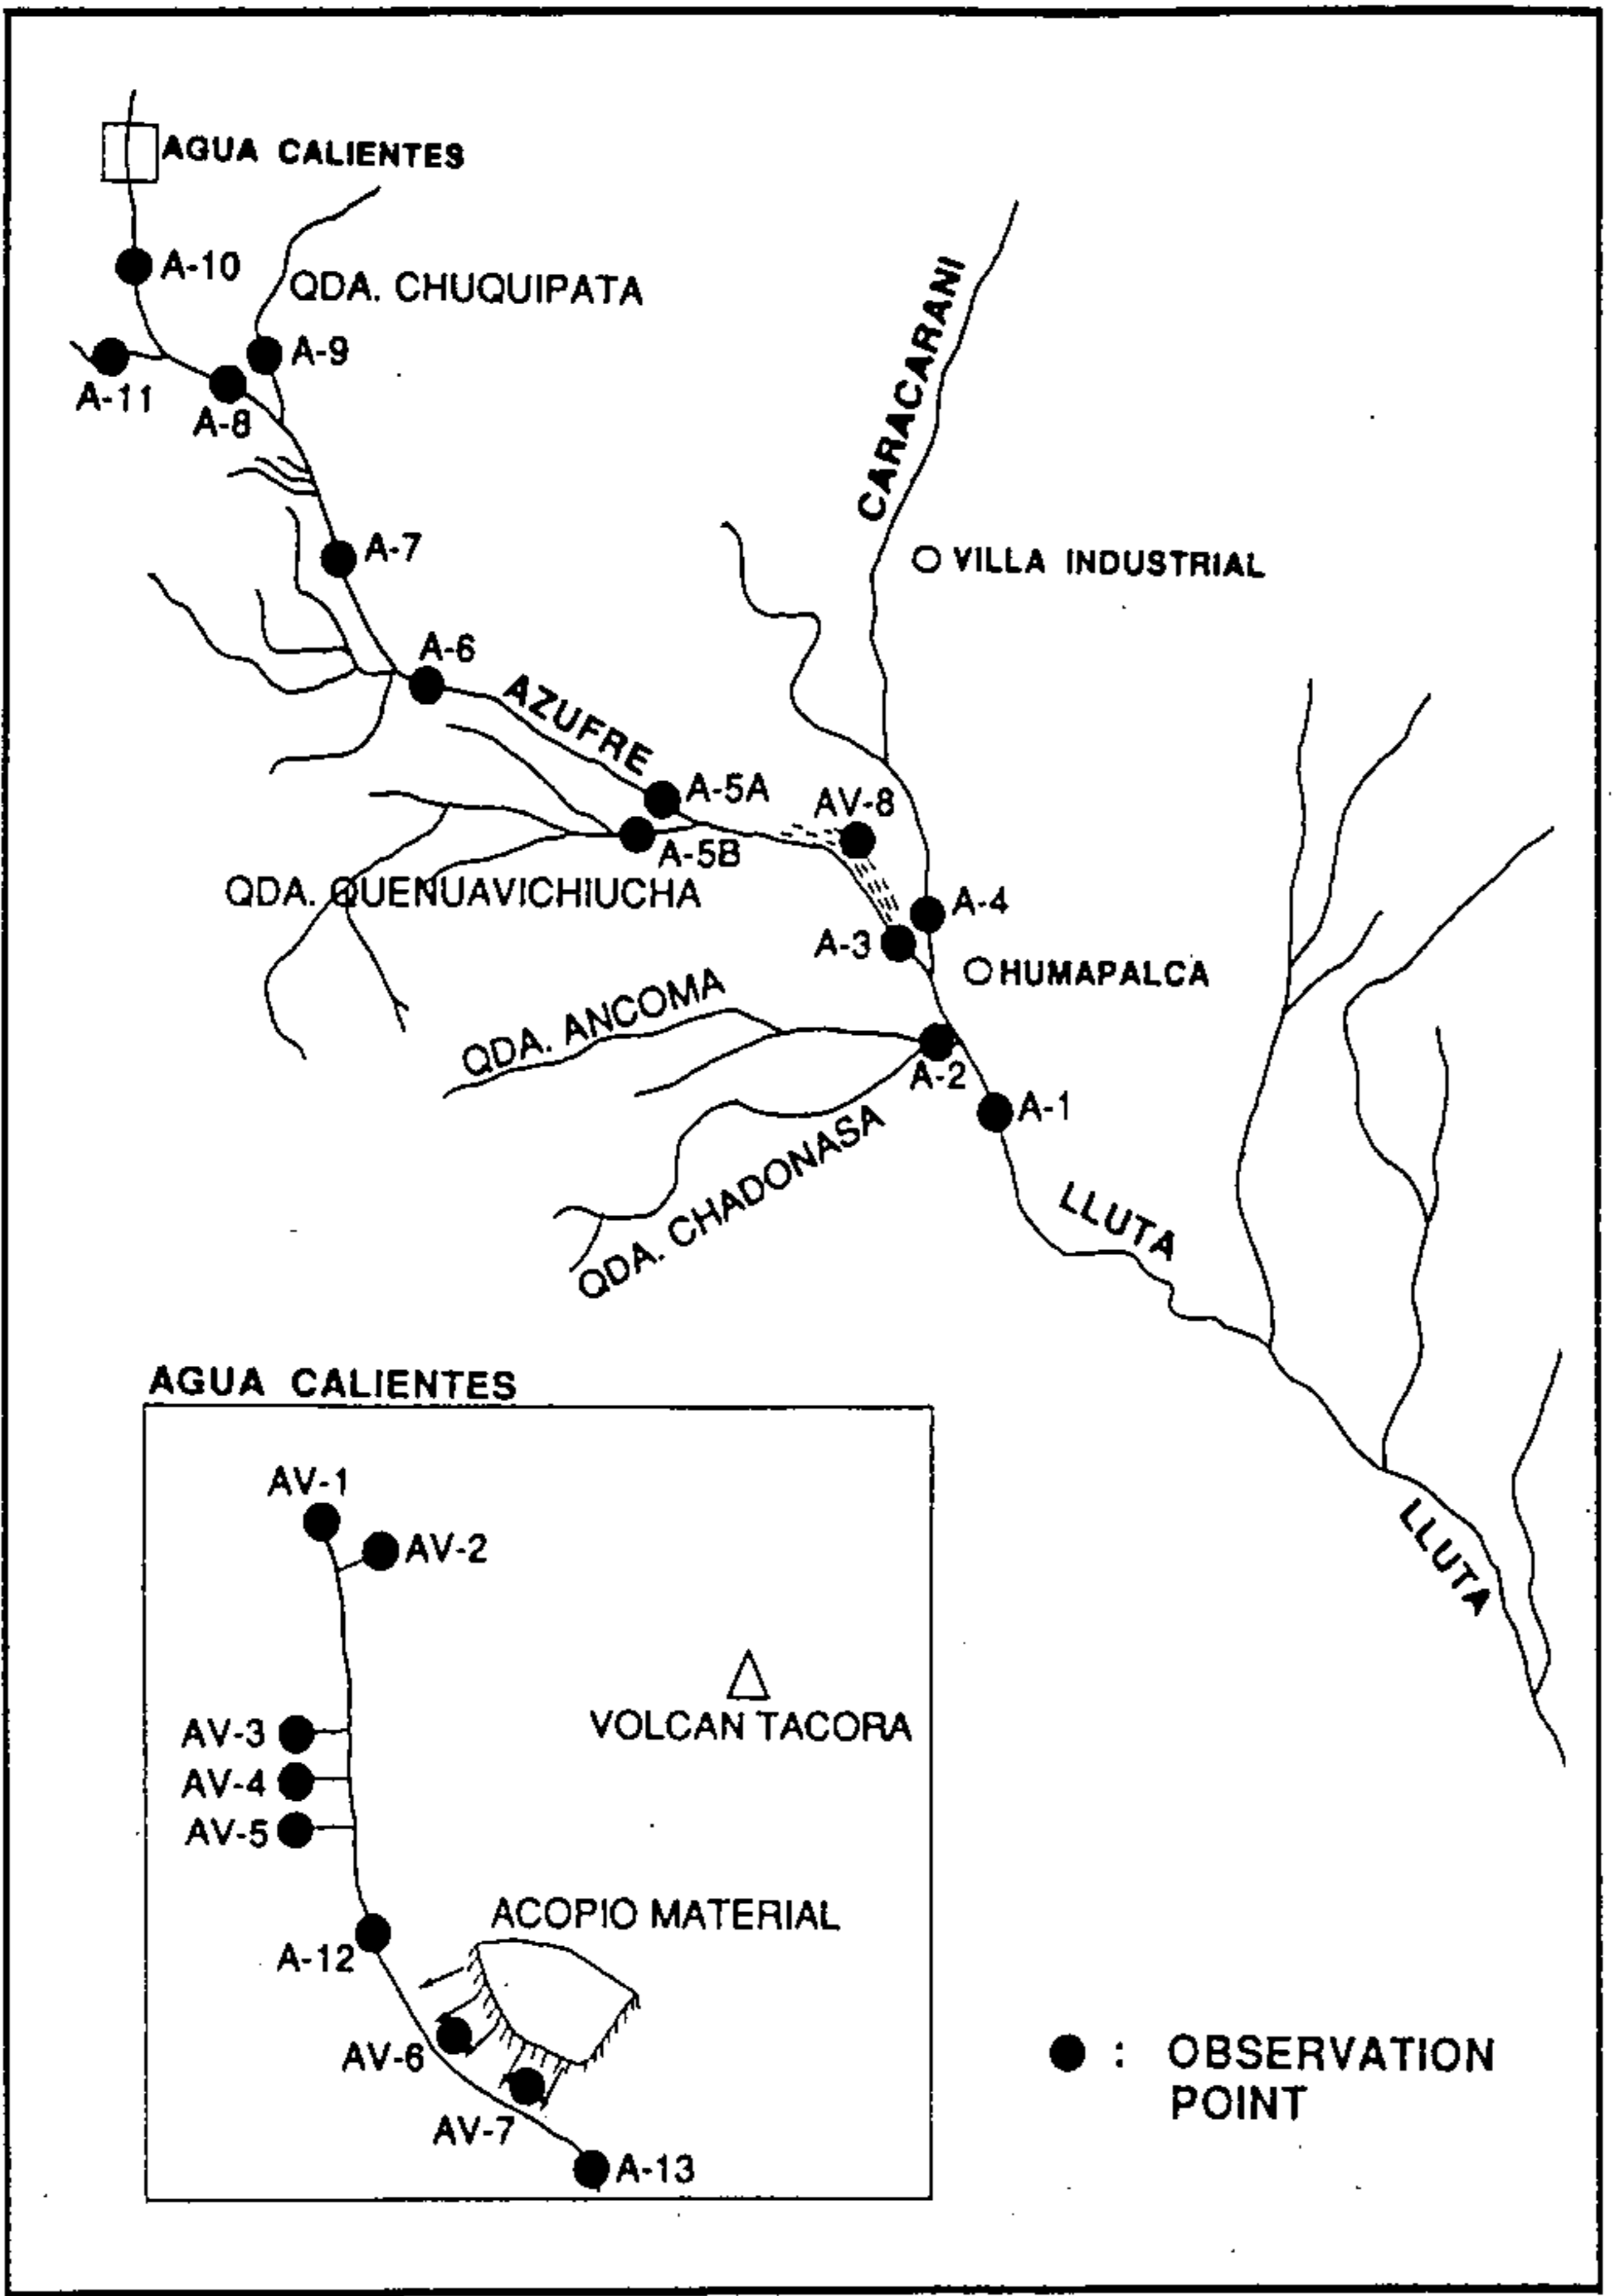 AGUA CALIENTES
A-10
QDA. CHUQUIPATA
A-9
A-11
A-8
CARACARANI
A-7
VILLA INDUSTRIAL
A-6
AZUFRE
A-5A
AV-8
A-5B
QDA. QUENUAVICHIUCHA
A-4
A-3
HUMAPALCA
QDA. ANCOMA
A-2
A-1
QDA. CHADONASA
LLUTA
LLUTA
AGUA CALIENTES
AV-1
AV-2
VOLCAN TACORA
AV-3
AV-4
AV-5
ACOPIO MATERIAL
A-12
AV-6
AV-7
A-13
: OBSERVATION
POINT